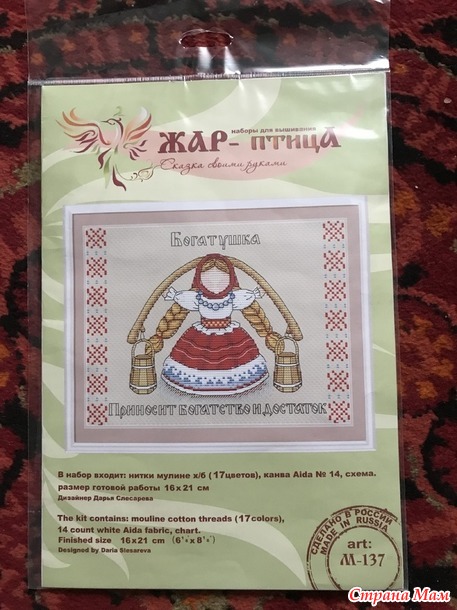 наборы для вышивания
ЖАР-ПТИЦА
Сказка своими руками
Богатушка
Приносит богатство и достаток
В набор входит: нитки мулине х/б (17цветов), канва Aida № 14, схема.
размер готовой работы 16х21 см
Дизайнер Дарья Слесарева
The kit contains: mouline cotton threads (17colors),
14 count white Aida fabric, chart.
Finished size 16x21 cm (6'×8')
Designed by Daria Slesareva
СДЕЛАНО В РОССИИ
MADE IN RUSSIA
art:
М-137
Страна Мам